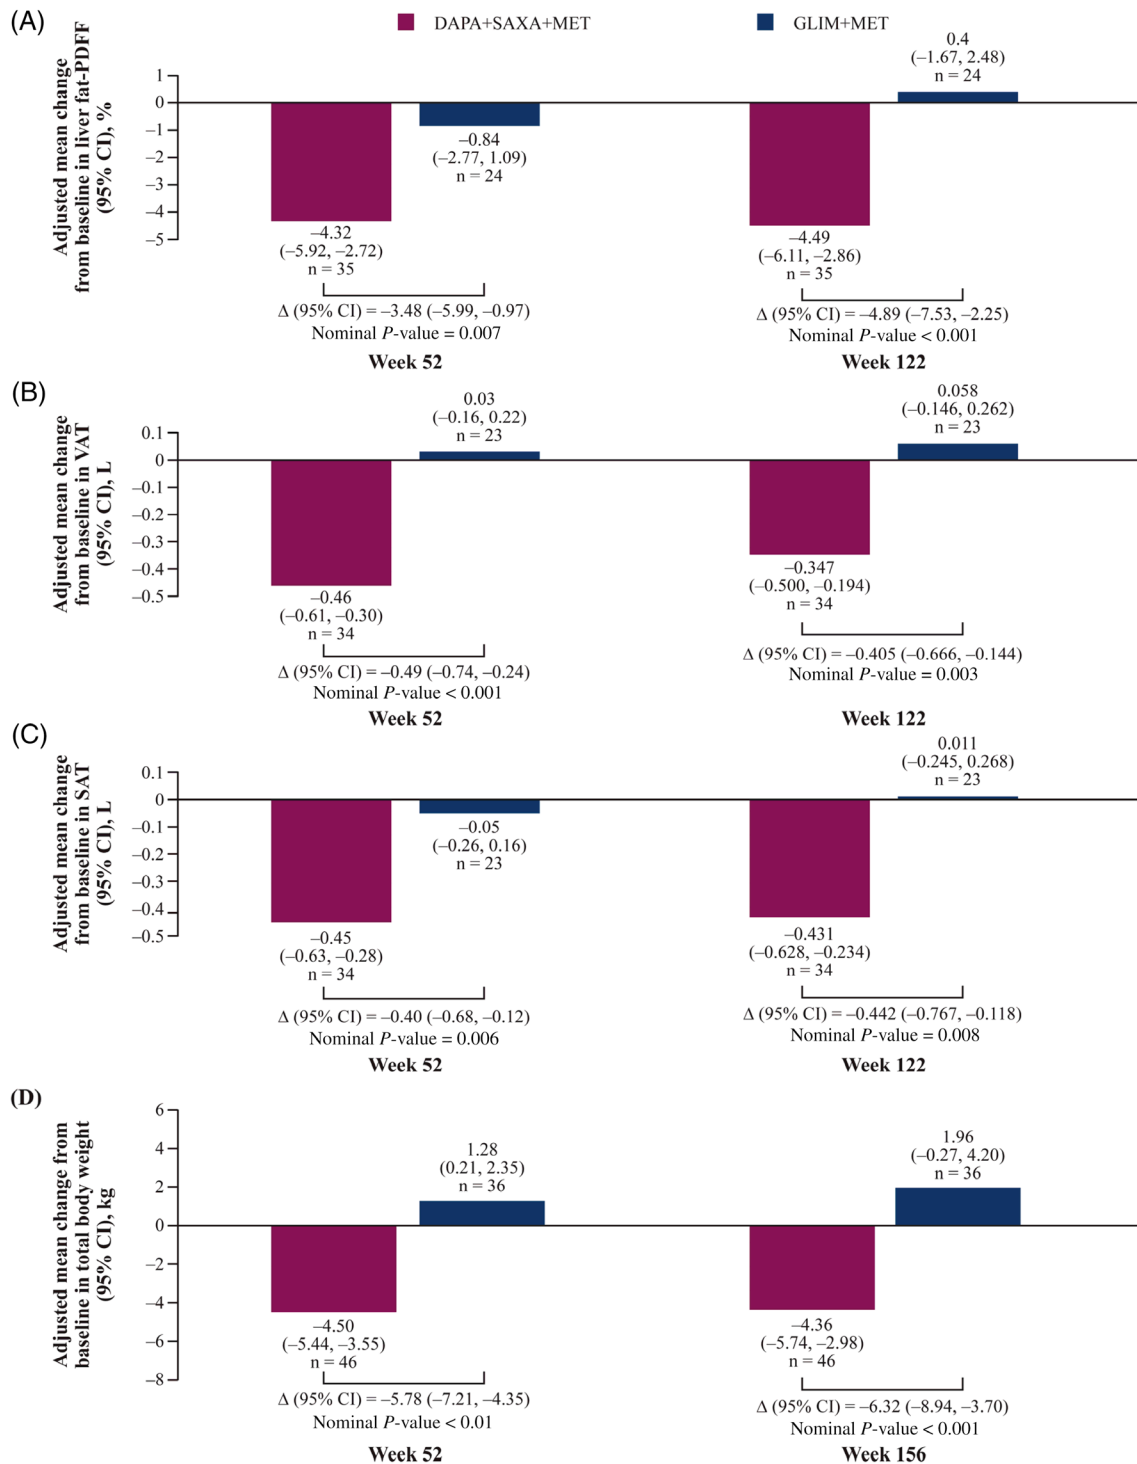 (A)
DAPA+SAXA+MET
GLIM+MET
Adjusted mean change
from baseline in liver fat-PDFF
(95% CI), %
1
0
–1
–2
–3
–4
–5
–4.32
(–5.92, –2.72)
n = 35
–0.84
(–2.77, 1.09)
n = 24
Δ (95% CI) = –3.48 (–5.99, –0.97)
Nominal P-value = 0.007
Week 52
0.4
(–1.67, 2.48)
n = 24
–4.49
(–6.11, –2.86)
n = 35
Δ (95% CI) = –4.89 (–7.53, –2.25)
Nominal P-value < 0.001
Week 122
(B)
Adjusted mean change
from baseline in VAT
(95% CI), L
0.1
0
–0.1
–0.2
–0.3
–0.4
–0.5
–0.46
(–0.61, –0.30)
n = 34
0.03
(–0.16, 0.22)
n = 23
Δ (95% CI) = –0.49 (–0.74, –0.24)
Nominal P-value < 0.001
Week 52
0.058
(–0.146, 0.262)
n = 23
–0.347
(–0.500, –0.194)
n = 34
Δ (95% CI) = –0.405 (–0.666, –0.144)
Nominal P-value = 0.003
Week 122
(C)
Adjusted mean change
from baseline in SAT
(95% CI), L
0.1
0
–0.1
–0.2
–0.3
–0.4
–0.5
–0.45
(–0.63, –0.28)
n = 34
–0.05
(–0.26, 0.16)
n = 23
Δ (95% CI) = –0.40 (–0.68, –0.12)
Nominal P-value = 0.006
Week 52
0.011
(–0.245, 0.268)
n = 23
–0.431
(–0.628, –0.234)
n = 34
Δ (95% CI) = –0.442 (–0.767, –0.118)
Nominal P-value = 0.008
Week 122
(D)
Adjusted mean change from
baseline in total body weight
(95% CI), kg
6
4
2
0
–2
–4
–6
–8
–4.50
(–5.44, –3.55)
n = 46
1.28
(0.21, 2.35)
n = 36
Δ (95% CI) = –5.78 (–7.21, –4.35)
Nominal P-value < 0.01
Week 52
1.96
(–0.27, 4.20)
n = 36
–4.36
(–5.74, –2.98)
n = 46
Δ (95% CI) = –6.32 (–8.94, –3.70)
Nominal P-value < 0.001
Week 156